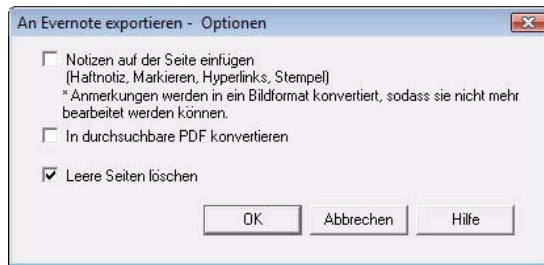 An Evernote exportieren - Optionen
Notizen auf der Seite einfügen
(Haftnotiz, Markieren, Hyperlinks, Stempel)
* Anmerkungen werden in ein Bildformat konvertiert, sodass sie nicht mehr
bearbeitet werden können.
In durchsuchbare PDF konvertieren
Leere Seiten löschen
OK Abbrechen Hilfe